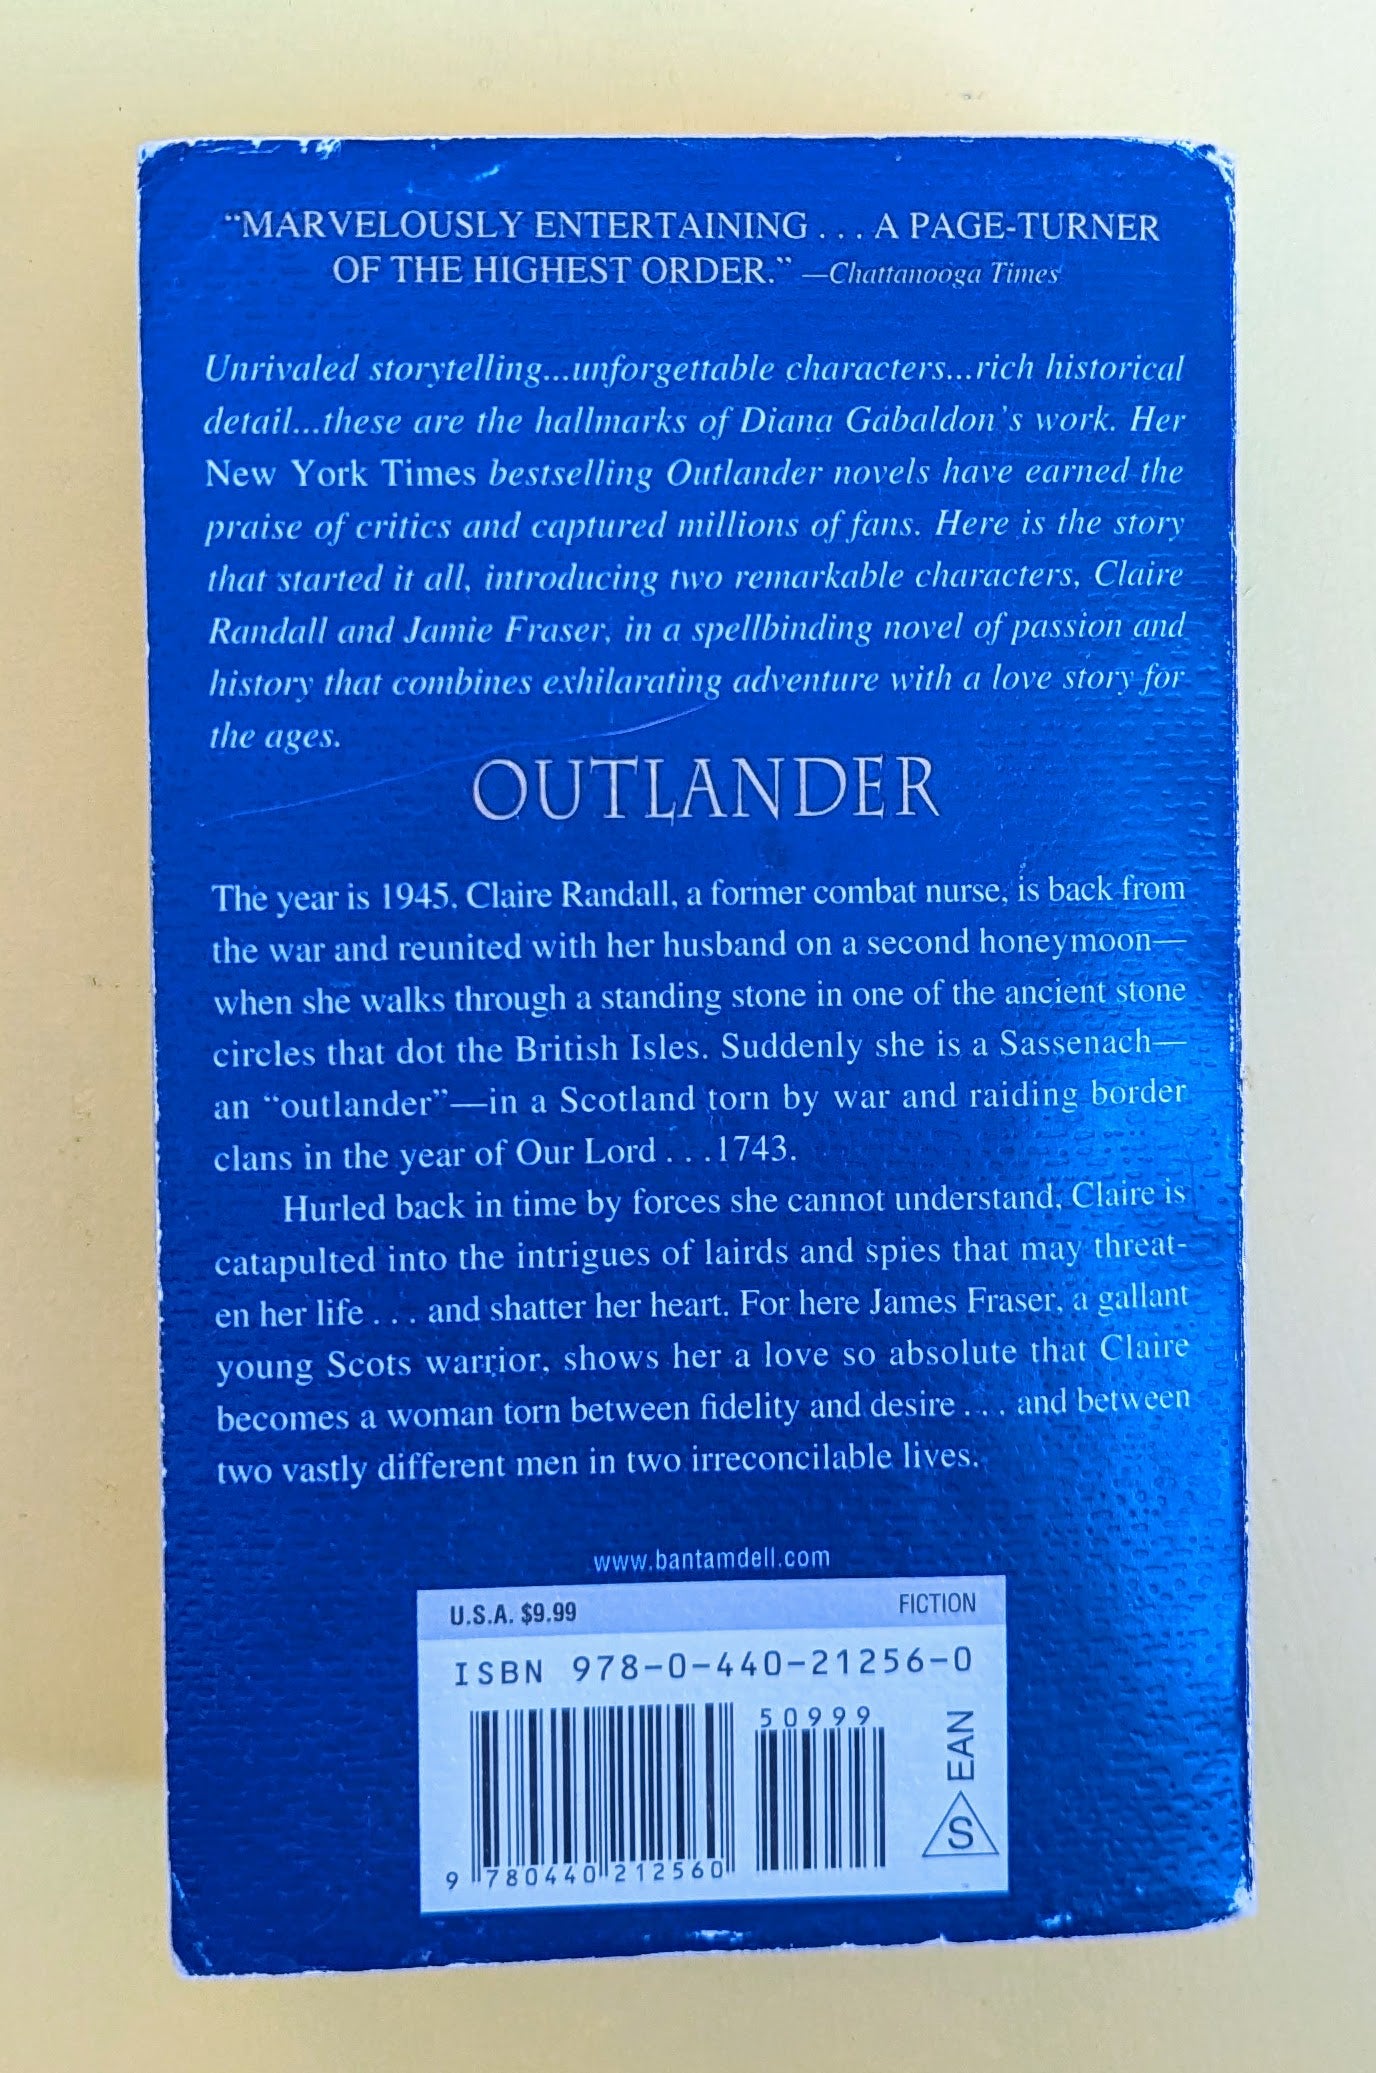 “MARVELOUSLY ENTERTAINING . . . A PAGE-TURNER
OF THE HIGHEST ORDER.” —Chattanooga Times
Unrivaled storytelling...unforgettable characters...rich historical
detail...these are the hallmarks of Diana Gabaldon's work. Her
New York Times bestselling Outlander novels have earned the
praise of critics and captured millions of fans. Here is the story
that started it all, introducing two remarkable characters, Claire
Randall and Jamie Fraser, in a spellbinding novel of passion and
history that combines exhilarating adventure with a love story for
the ages.
OUTLANDER
The year is 1945. Claire Randall, a former combat nurse, is back from
the war and reunited with her husband on a second honeymoon—
when she walks through a standing stone in one of the ancient stone
circles that dot the British Isles. Suddenly she is a Sassenach—
an “outlander”—in a Scotland torn by war and raiding border
clans in the year of Our Lord . . .1743.
Hurled back in time by forces she cannot understand, Claire is
catapulted into the intrigues of lairds and spies that may threat-
en her life . . . and shatter her heart. For here James Fraser, a gallant
young Scots warrior, shows her a love so absolute that Claire
becomes a woman torn between fidelity and desire . . . and between
two vastly different men in two irreconcilable lives.
www.bantamdell.com
U.S.A. $9.99 FICTION
ISBN 978-0-440-21256-0
50999
EAN
S
9 780440 212560